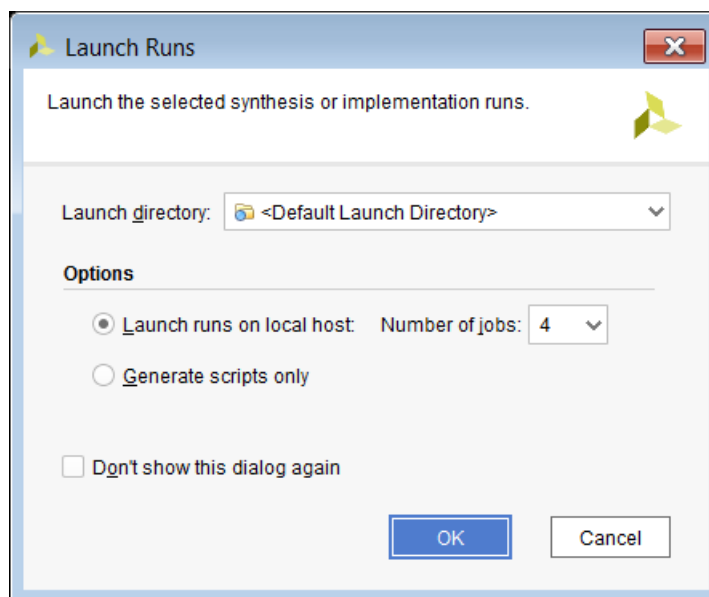 Launch Runs
Launch the selected synthesis or implementation runs.
Launch directory: <Default Launch Directory>
Options
Launch runs on local host: Number of jobs: 4
Generate scripts only
Don't show this dialog again
OK Cancel